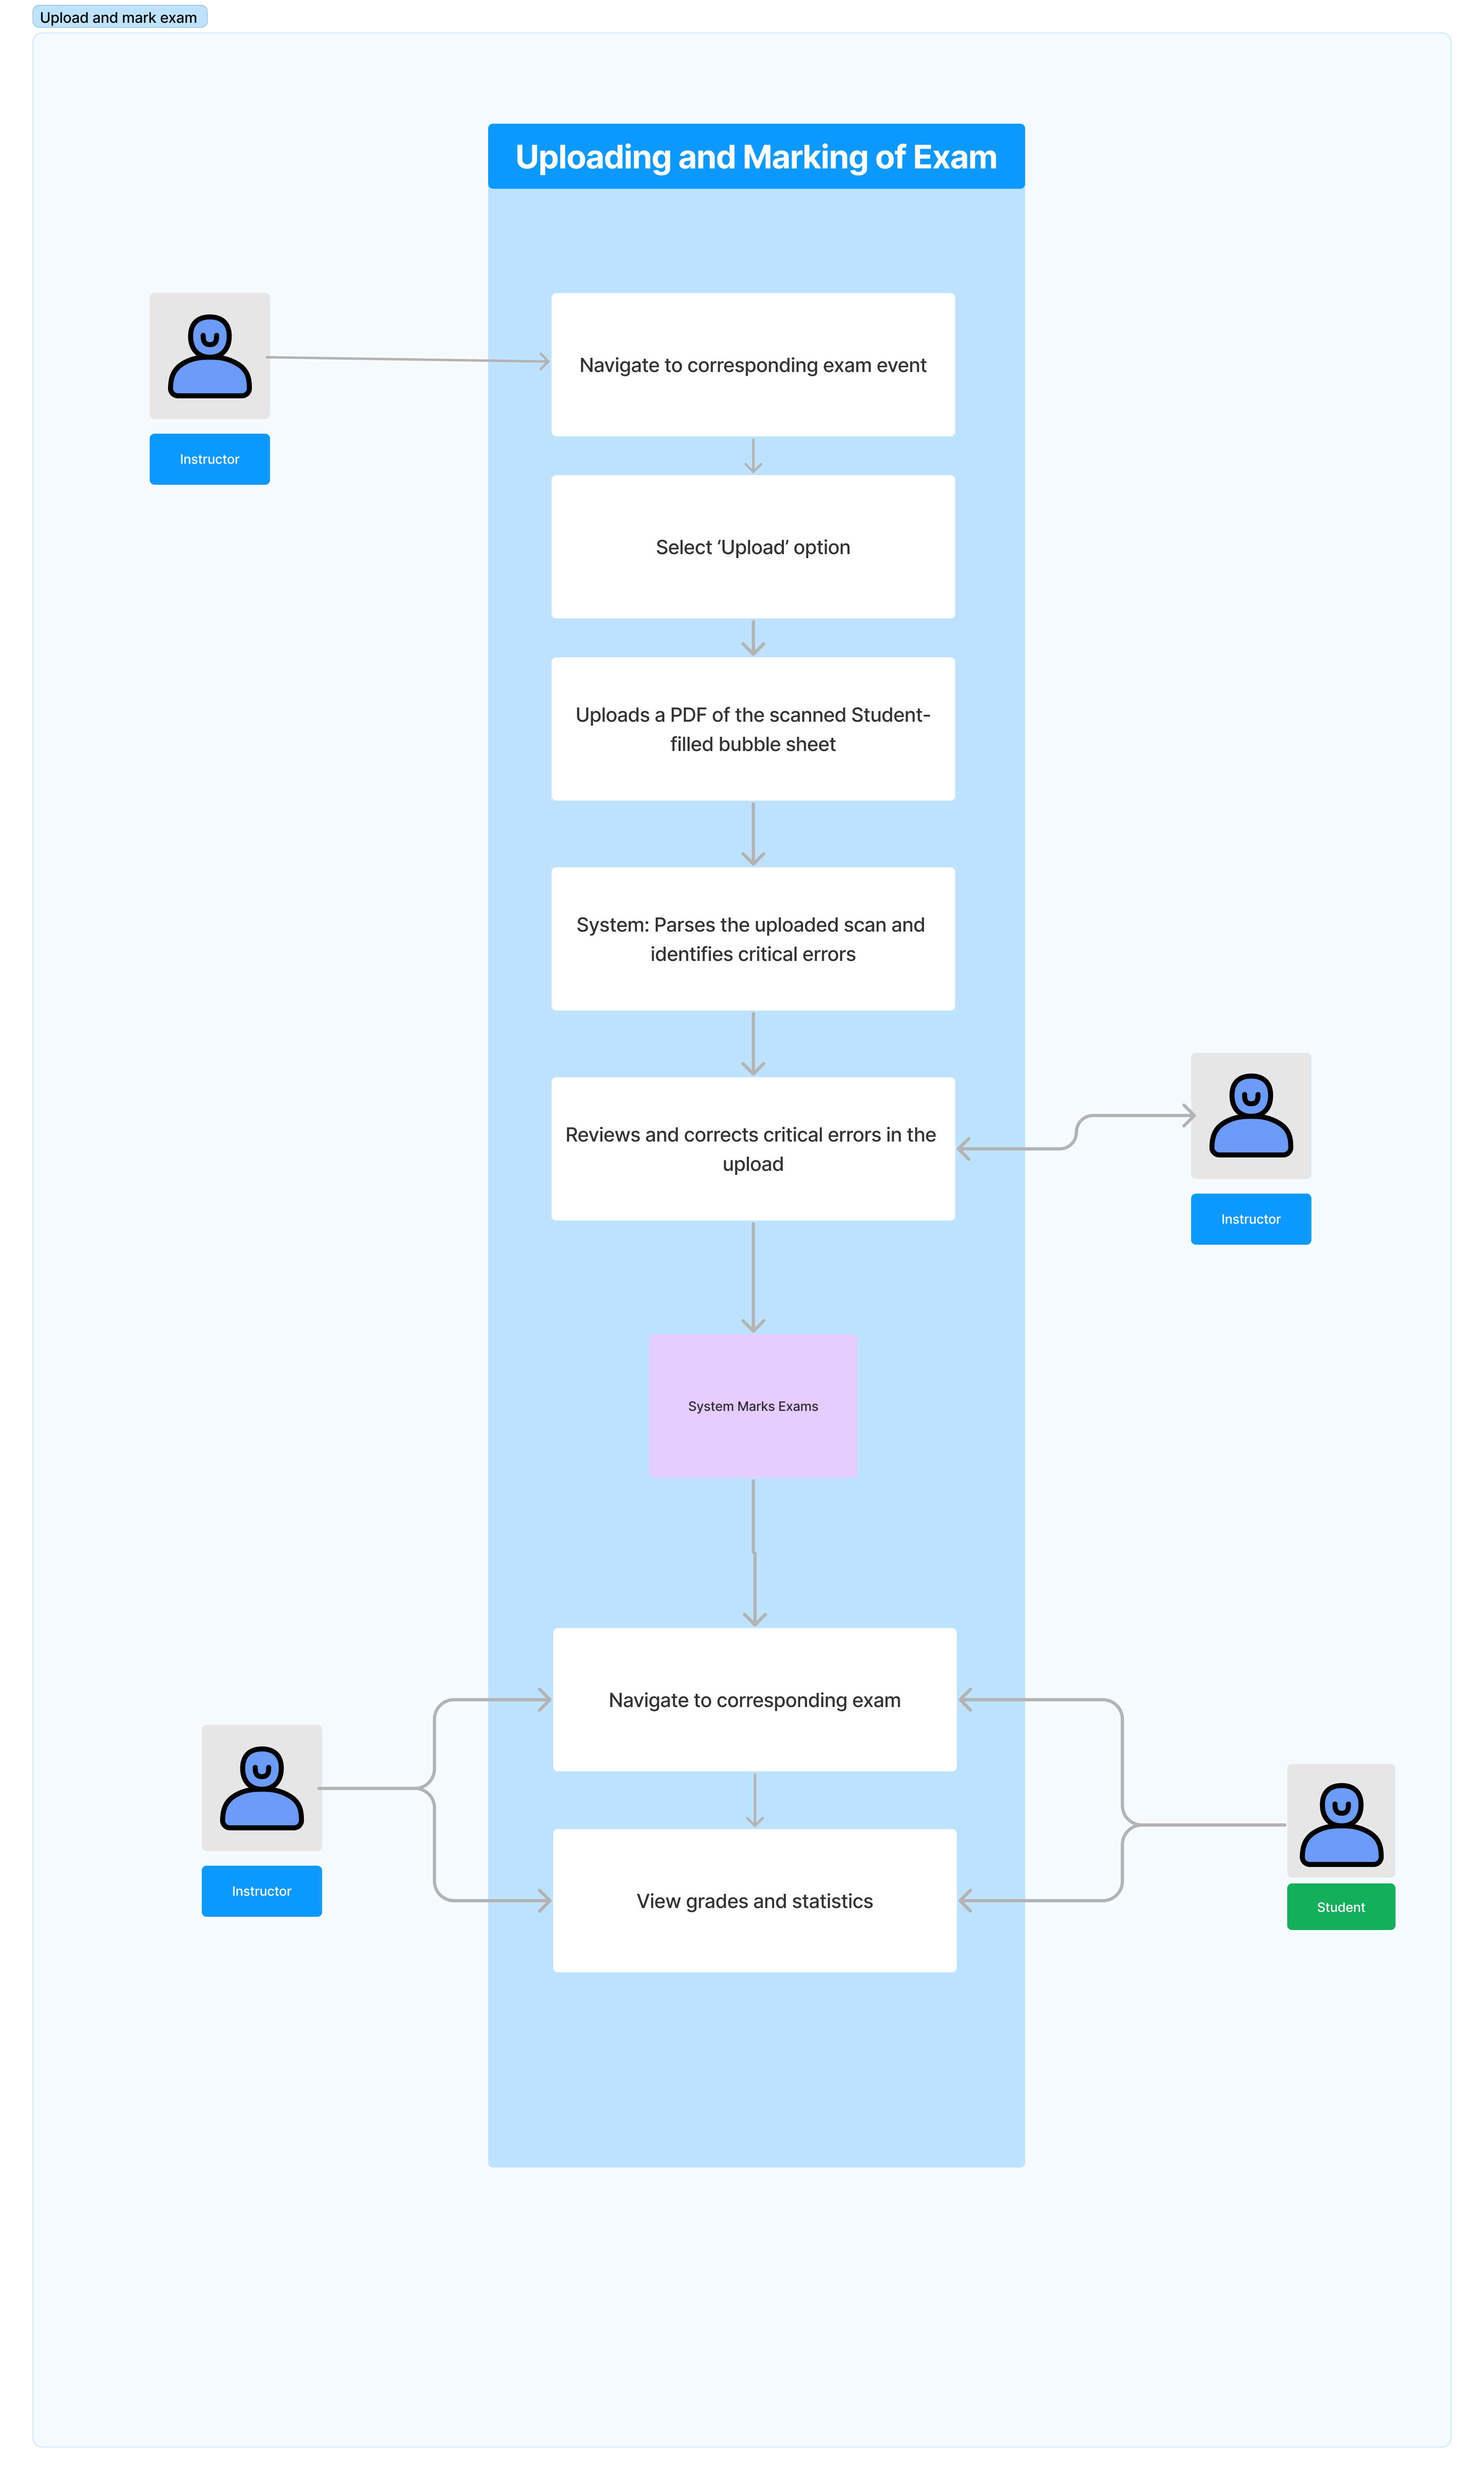 Upload and mark exam
Uploading and Marking of Exam
Navigate to corresponding exam event
Instructor
Select ‘Upload’ option
Uploads a PDF of the scanned Student-
filled bubble sheet
System: Parses the uploaded scan and
identifies critical errors
Reviews and corrects critical errors in the
upload
Instructor
System Marks Exams
Navigate to corresponding exam
Instructor
View grades and statistics
Student